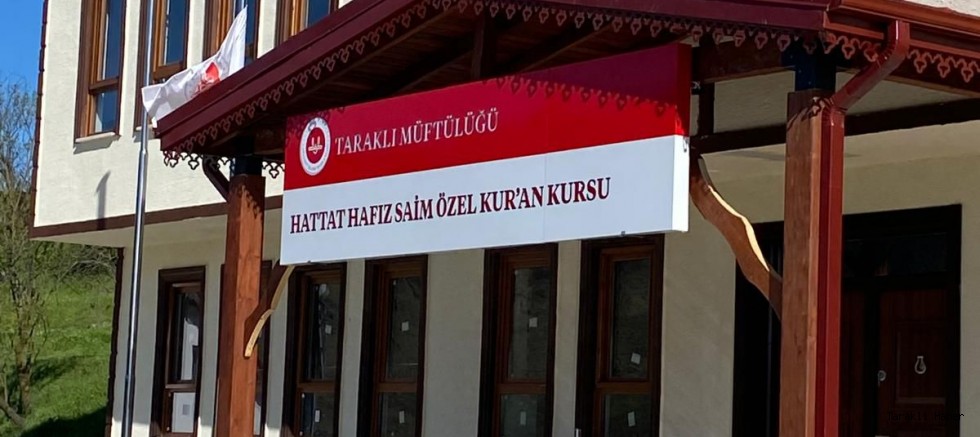 TARAKLI MÜFTÜLÜĞÜ
HATTAT HAFIZ SAİM ÖZEL KUR'AN KURSU